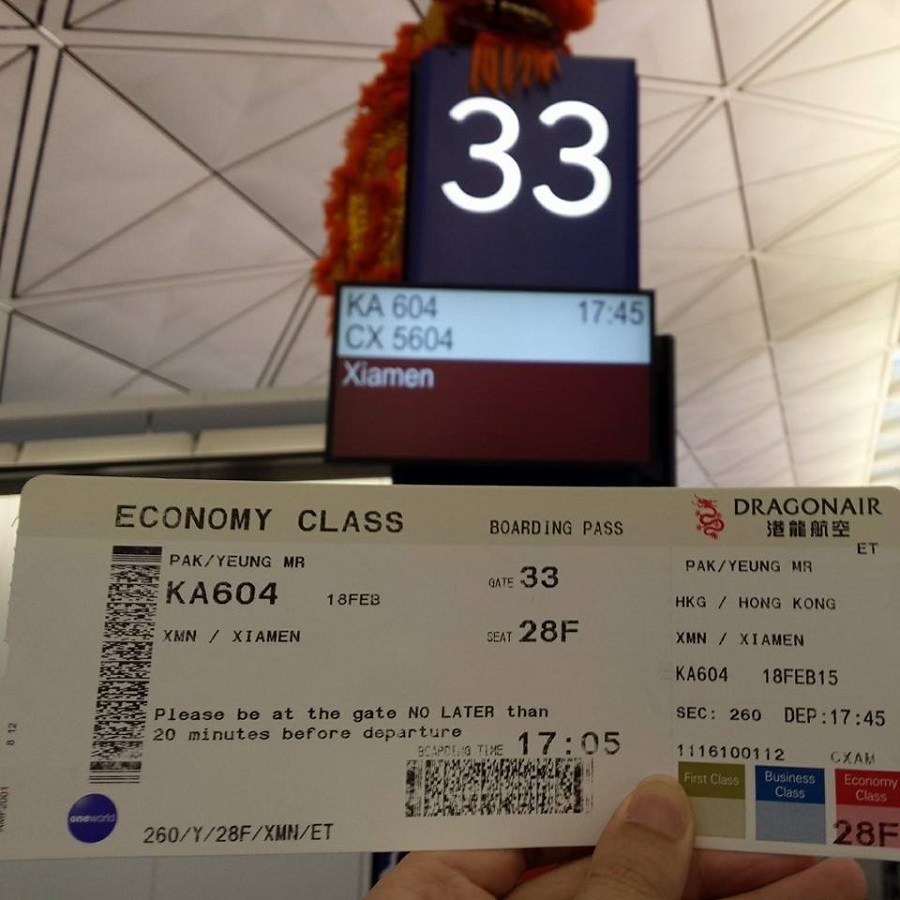 33
KA 604 17:45
CX 5604
Xiamen
ECONOMY CLASS
BOARDING PASS
PAK/YEUNG MR
KA604 18FEB
GATE 33
XMN / XIAMEN
SEAT 28F
Please be at the gate NO LATER than
20 minutes before departure
BOARDING TIME 17:05
oneworld
260/Y/28F/XMN/ET
8 12
DRAGONAIR
港龍航空
ET
PAK/YEUNG MR
HKG / HONG KONG
XMN / XIAMEN
KA604 18FEB15
SEC: 260 DEP:17:45
1116100112 CXAM
First Class
Business Class
Economy Class
28F